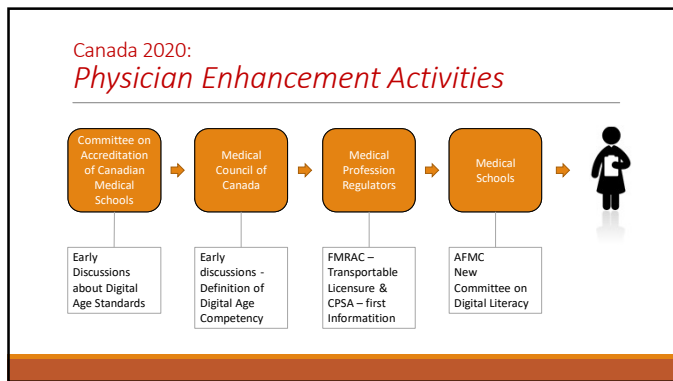 Canada 2020:
Physician Enhancement Activities
Committee on
Accreditation
of Canadian
Medical
Schools
Medical
Council of
Canada
Medical
Profession
Regulators
Medical
Schools
Early
Discussions
about Digital
Age Standards
Early
discussions -
Definition of
Digital Age
Competency
FMRAC –
Transportable
Licensure &
CPSA – first
Informatition
AFMC
New
Committee on
Digital Literacy